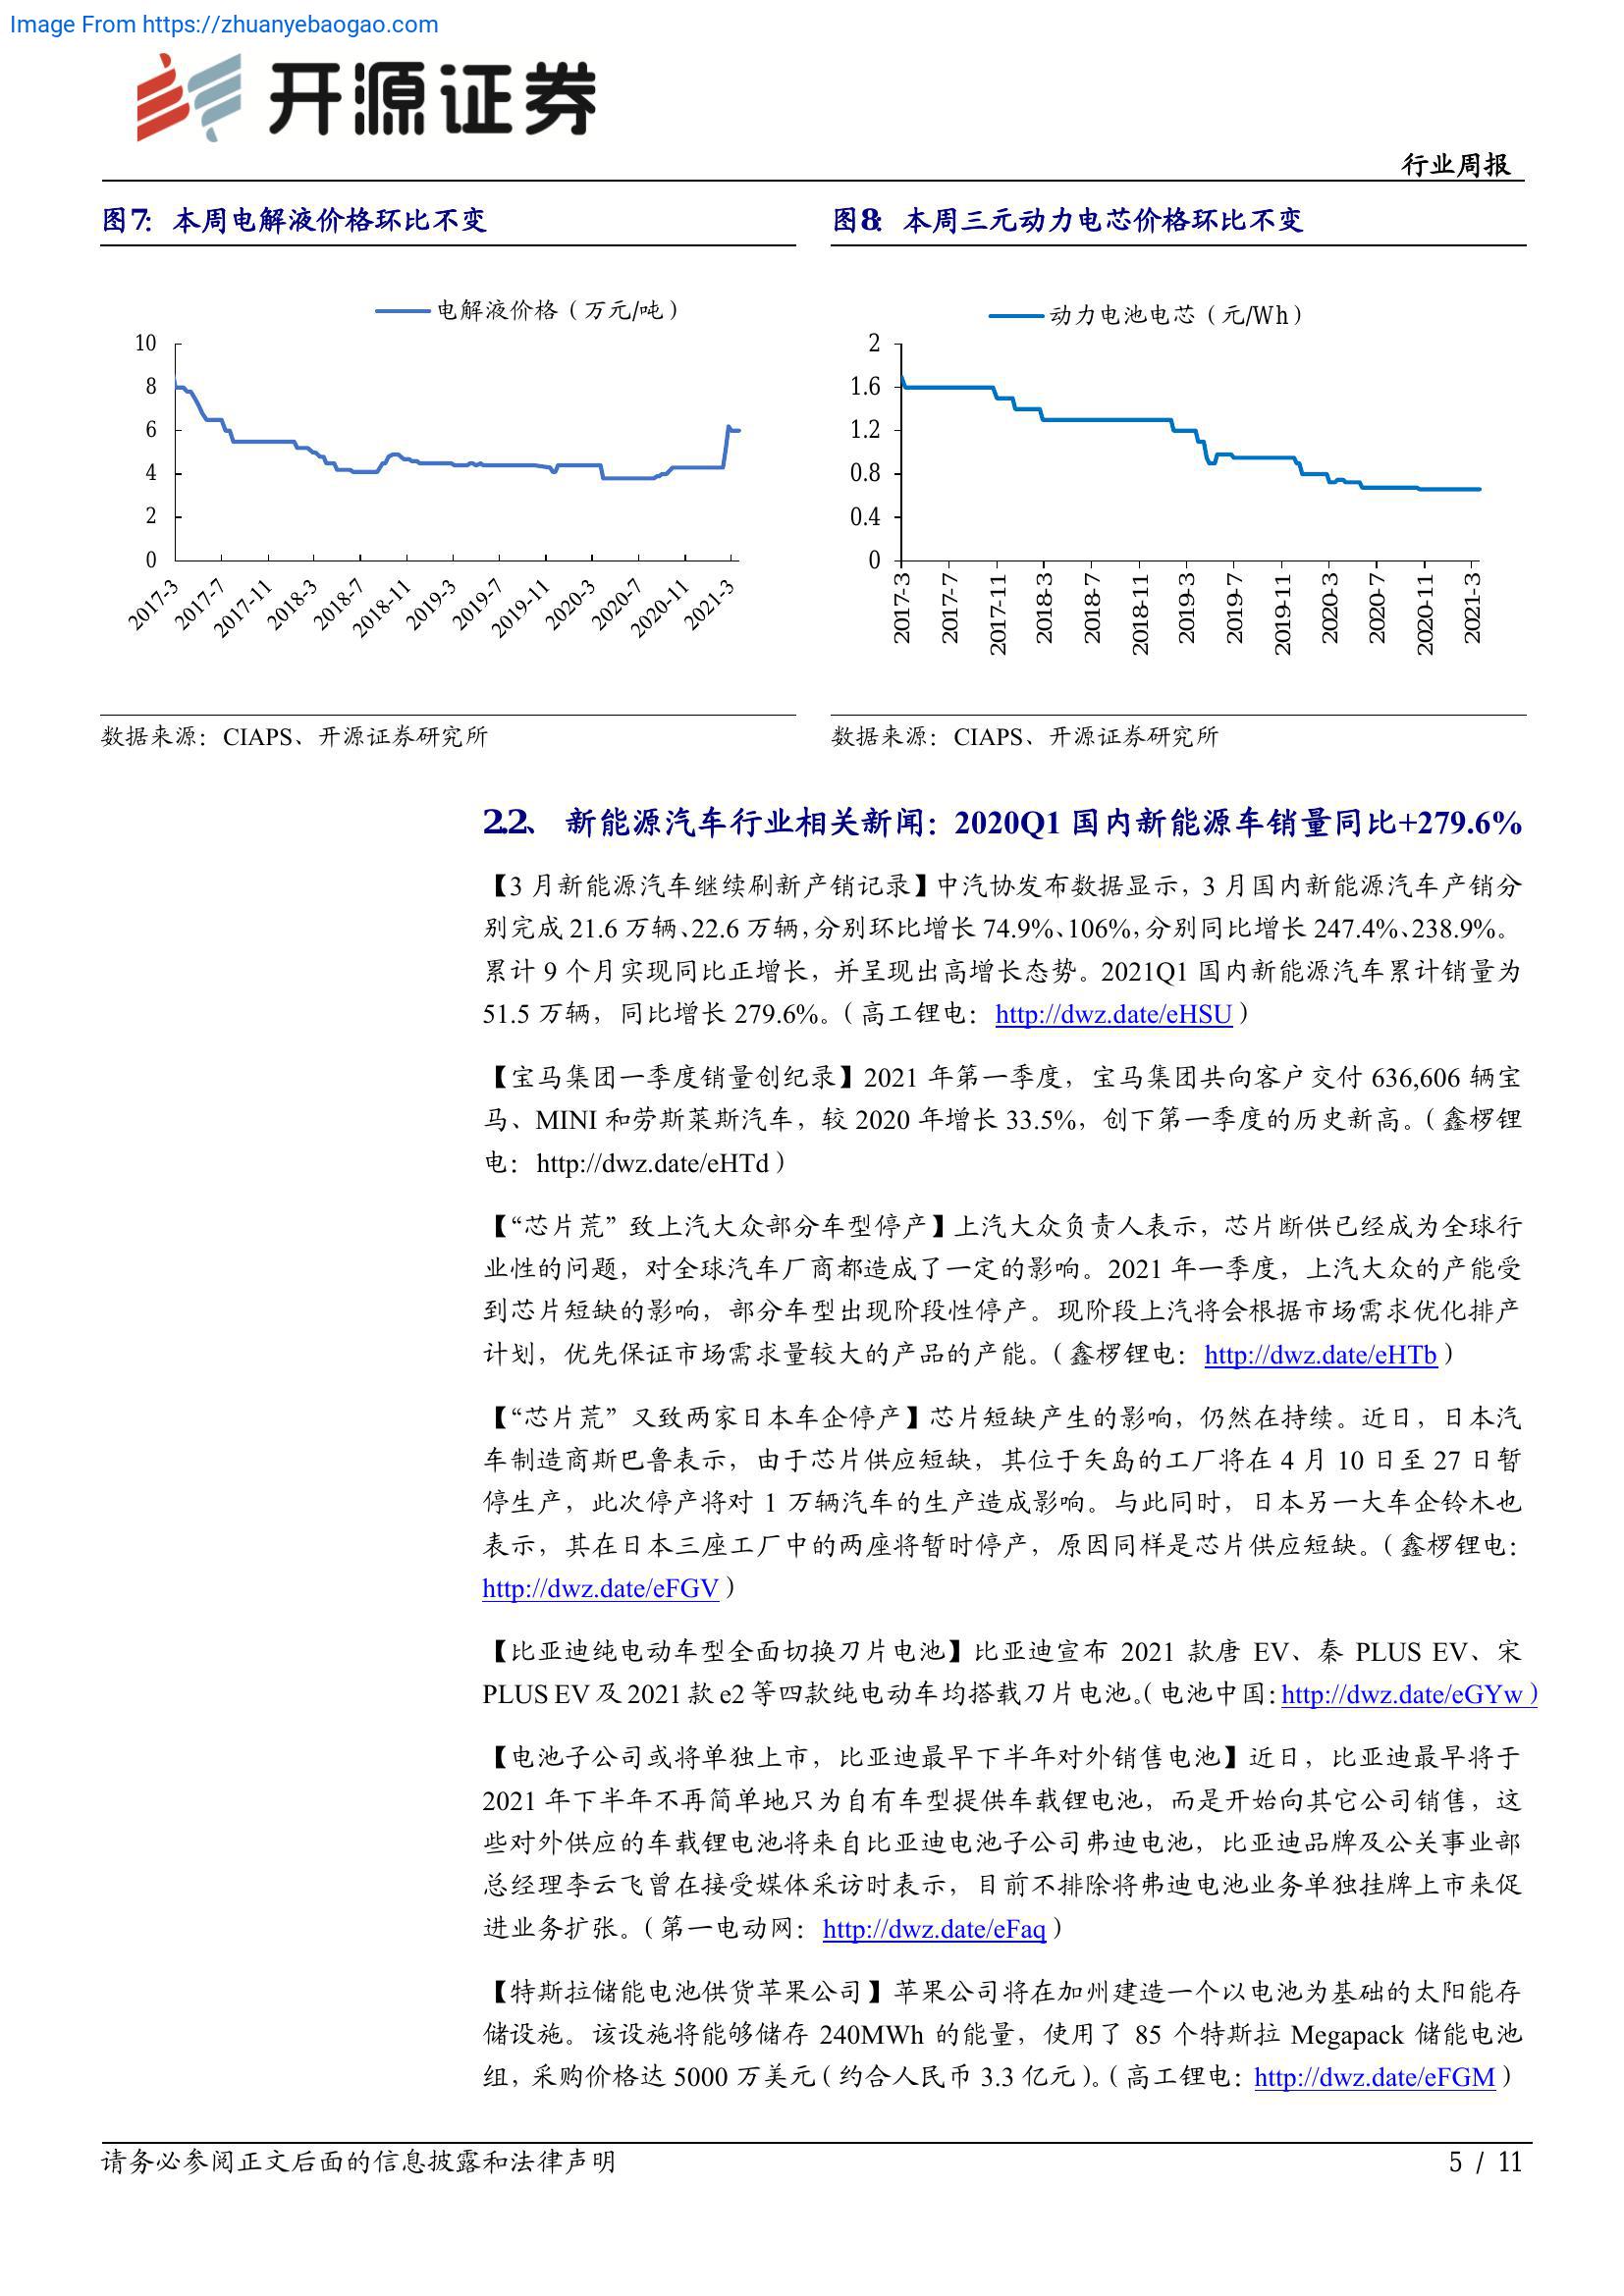 Image From https://zhuanyebaogao.com
开源证券
行业周报
图7： 本周电解液价格环比不变
图8： 本周三元动力电芯价格环比不变
电解液价格（万元/吨）
10
8
6
4
2
0
2017-3 2017-7 2017-11 2018-3 2018-7 2018-11 2019-3 2019-7 2019-11 2020-3 2020-7 2020-11 2021-3
动力电池电芯（元/Wh）
2
1.6
1.2
0.8
0.4
0
2017-3 2017-7 2017-11 2018-3 2018-7 2018-11 2019-3 2019-7 2019-11 2020-3 2020-7 2020-11 2021-3
数据来源：CIAPS、开源证券研究所
数据来源：CIAPS、开源证券研究所
2.2、 新能源汽车行业相关新闻：2020Q1 国内新能源车销量同比+279.6%
【3 月新能源汽车继续刷新产销记录】中汽协发布数据显示，3 月国内新能源汽车产销分
别完成 21.6 万辆、22.6 万辆，分别环比增长 74.9%、106%，分别同比增长 247.4%、238.9%。
累计 9 个月实现同比正增长，并呈现出高增长态势。2021Q1 国内新能源汽车累计销量为
51.5 万辆，同比增长 279.6%。（高工锂电：http://dwz.date/eHSU）
【宝马集团一季度销量创纪录】2021 年第一季度，宝马集团共向客户交付 636,606 辆宝
马、MINI 和劳斯莱斯汽车，较 2020 年增长 33.5%，创下第一季度的历史新高。（鑫椤锂
电：http://dwz.date/eHTd）
【“芯片荒”致上汽大众部分车型停产】上汽大众负责人表示，芯片断供已经成为全球行
业性的问题，对全球汽车厂商都造成了一定的影响。2021 年一季度，上汽大众的产能受
到芯片短缺的影响，部分车型出现阶段性停产。现阶段上汽将会根据市场需求优化排产
计划，优先保证市场需求量较大的产品的产能。（鑫椤锂电：http://dwz.date/eHTb）
【“芯片荒”又致两家日本车企停产】芯片短缺产生的影响，仍然在持续。近日，日本汽
车制造商斯巴鲁表示，由于芯片供应短缺，其位于矢岛的工厂将在 4 月 10 日至 27 日暂
停生产，此次停产将对 1 万辆汽车的生产造成影响。与此同时，日本另一大车企铃木也
表示，其在日本三座工厂中的两座将暂时停产，原因同样是芯片供应短缺。（鑫椤锂电：
http://dwz.date/eFGV）
【比亚迪纯电动车型全面切换刀片电池】比亚迪宣布 2021 款唐 EV、秦 PLUS EV、宋
PLUS EV 及 2021 款 e2 等四款纯电动车均搭载刀片电池。（电池中国：http://dwz.date/eGYw）
【电池子公司或将单独上市，比亚迪最早下半年对外销售电池】近日，比亚迪最早将于
2021 年下半年不再简单地只为自有车型提供车载锂电池，而是开始向其它公司销售，这
些对外供应的车载锂电池将来自比亚迪电池子公司弗迪电池，比亚迪品牌及公关事业部
总经理李云飞曾在接受媒体采访时表示，目前不排除将弗迪电池业务单独挂牌上市来促
进业务扩张。（第一电动网：http://dwz.date/eFaq）
【特斯拉储能电池供货苹果公司】苹果公司将在加州建造一个以电池为基础的太阳能存
储设施。该设施将能够储存 240MWh 的能量，使用了 85 个特斯拉 Megapack 储能电池
组，采购价格达 5000 万美元（约合人民币 3.3 亿元）。（高工锂电：http://dwz.date/eFGM）
请务必参阅正文后面的信息披露和法律声明
5 / 11